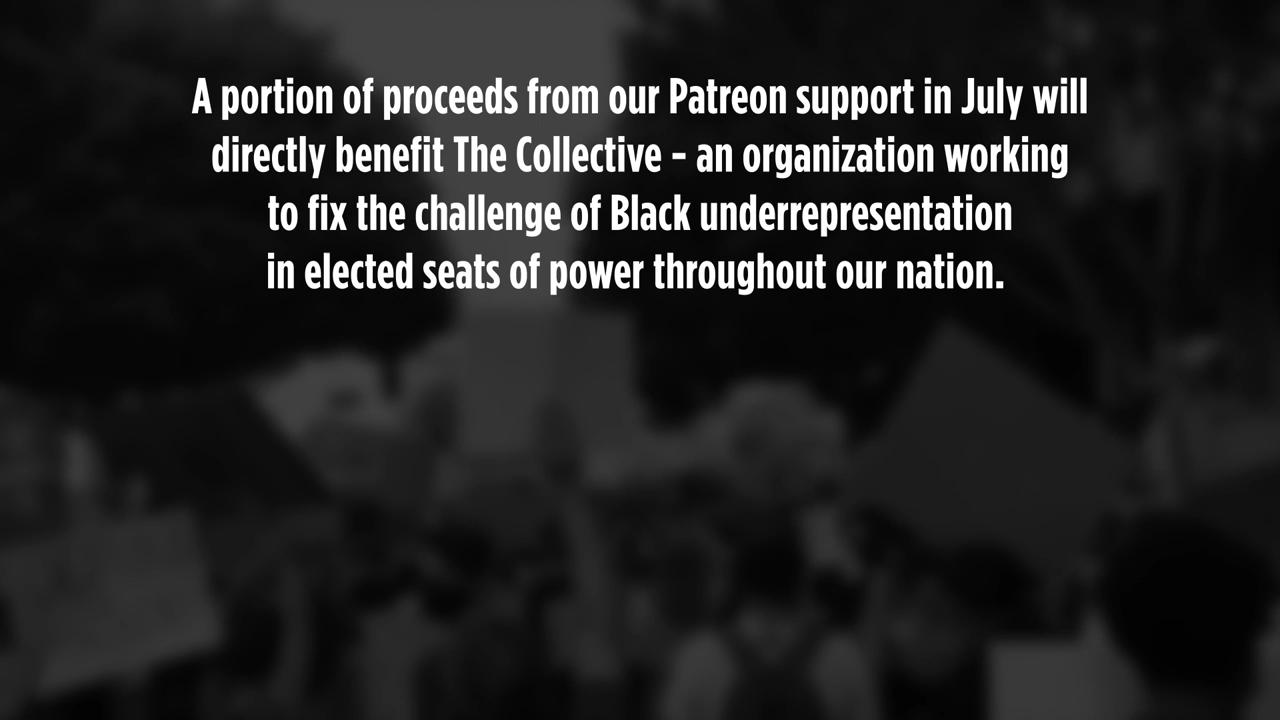 A portion of proceeds from our Patreon support in July will
directly benefit The Collective - an organization working
to fix the challenge of Black underrepresentation
in elected seats of power throughout our nation.